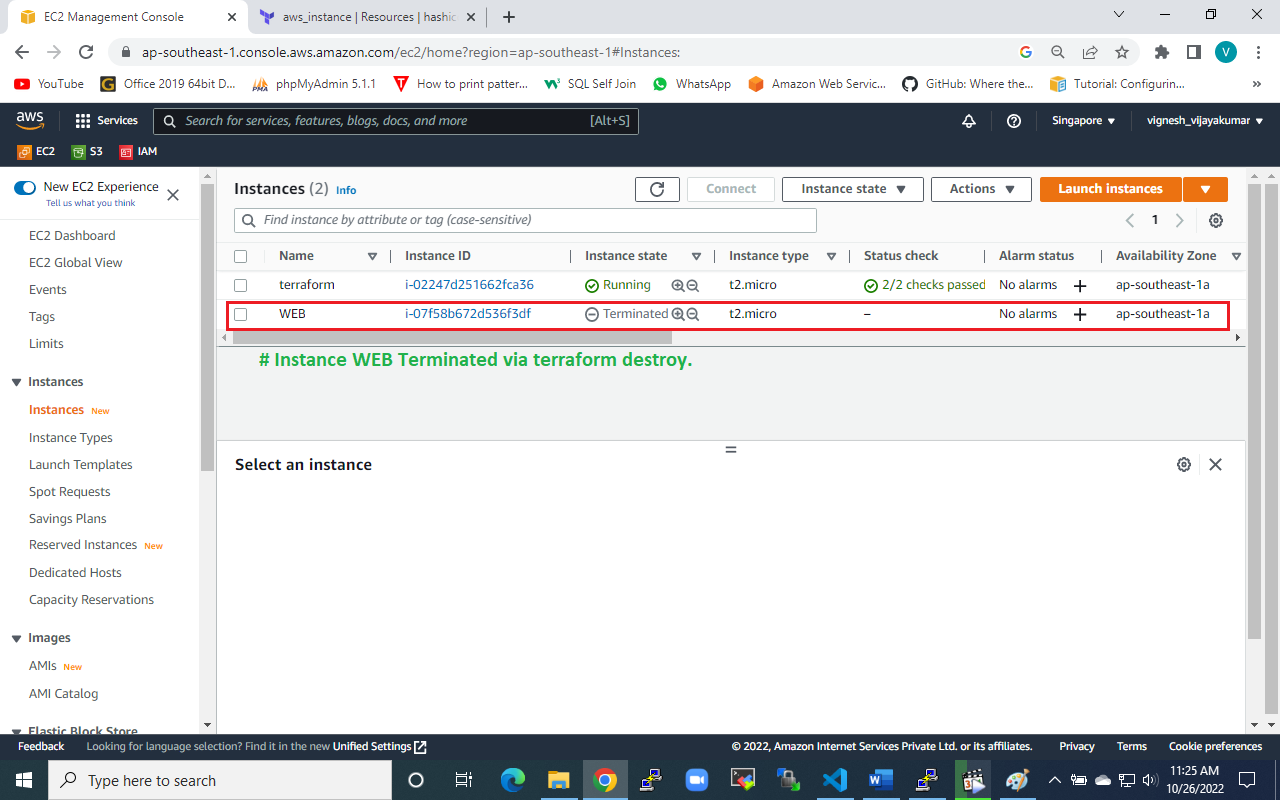 EC2 Management Console
aws_instance | Resources | hashic
ap-southeast-1.console.aws.amazon.com/ec2/home?region=ap-southeast-1#Instances:
V
YouTube
Office 2019 64bit D...
phpMyAdmin 5.1.1
How to print patter...
SQL Self Join
WhatsApp
Amazon Web Servic...
GitHub: Where the...
Tutorial: Configurin...
»
aws
Services
Search for services, features, blogs, docs, and more
[Alt+S]
Singapore
vignesh_vijayakumar
EC2
S3
IAM
New EC2 Experience
Tell us what you think
EC2 Dashboard
EC2 Global View
Events
Tags
Limits
Instances
Instances New
Instance Types
Launch Templates
Spot Requests
Savings Plans
Reserved Instances New
Dedicated Hosts
Capacity Reservations
Images
AMIs New
AMI Catalog
Elastic Block Store
Instances (2) Info
Connect
Instance state
Actions
Launch instances
Find instance by attribute or tag (case-sensitive)
1
Name Instance ID Instance state Instance type Status check Alarm status Availability Zone
terraform i-02247d251662fca36 Running t2.micro 2/2 checks passed No alarms + ap-southeast-1a
WEB i-07f58b672d536f3df Terminated t2.micro – No alarms + ap-southeast-1a
# Instance WEB Terminated via terraform destroy.
Select an instance
Feedback
Looking for language selection? Find it in the new Unified Settings
© 2022, Amazon Internet Services Private Ltd. or its affiliates.
Privacy
Terms
Cookie preferences
Type here to search
11:25 AM
10/26/2022